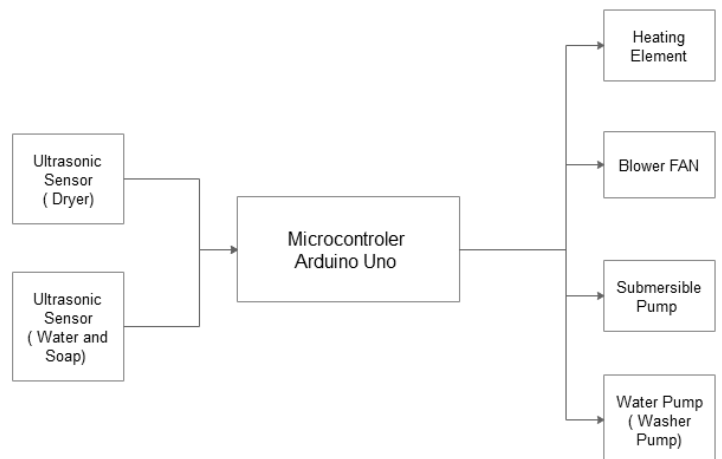 Ultrasonic
Sensor
( Dryer)
Ultrasonic
Sensor
( Water and
Soap)
Microcontroler
Arduino Uno
Heating
Element
Blower FAN
Submersible
Pump
Water Pump
( Washer
Pump)